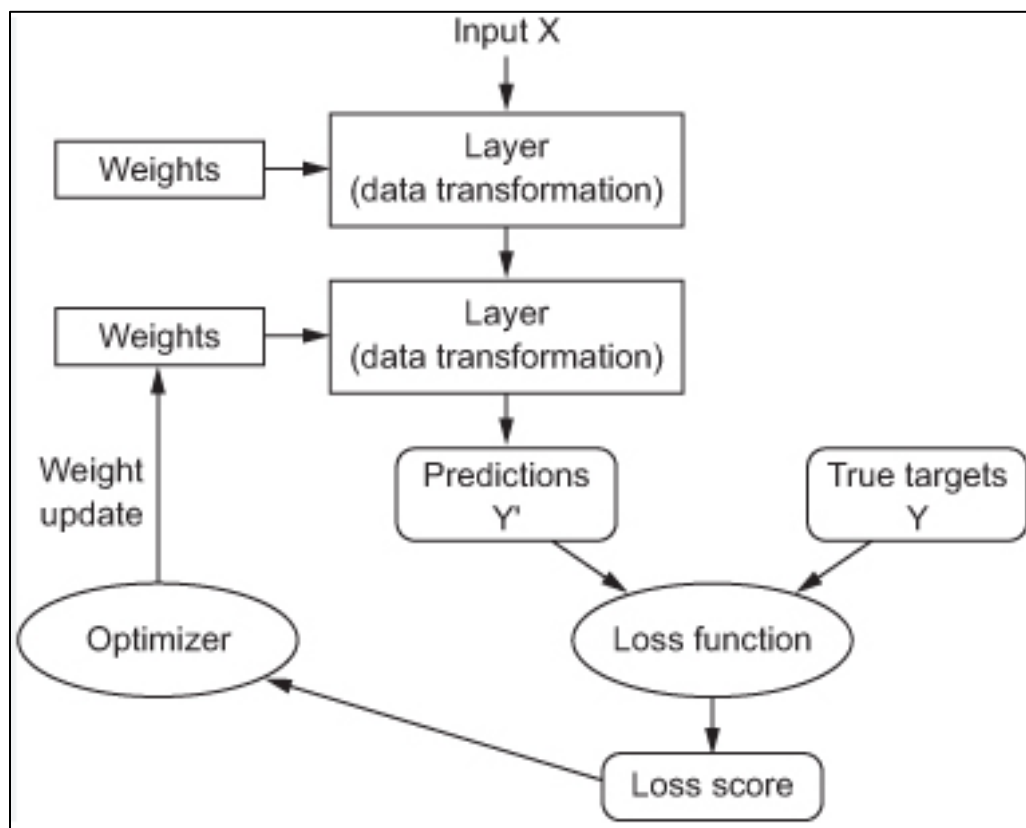 Input X
Layer
(data transformation)
Weights
Layer
(data transformation)
Weights
Weight
update
Predictions
Y'
True targets
Y
Optimizer
Loss function
Loss score